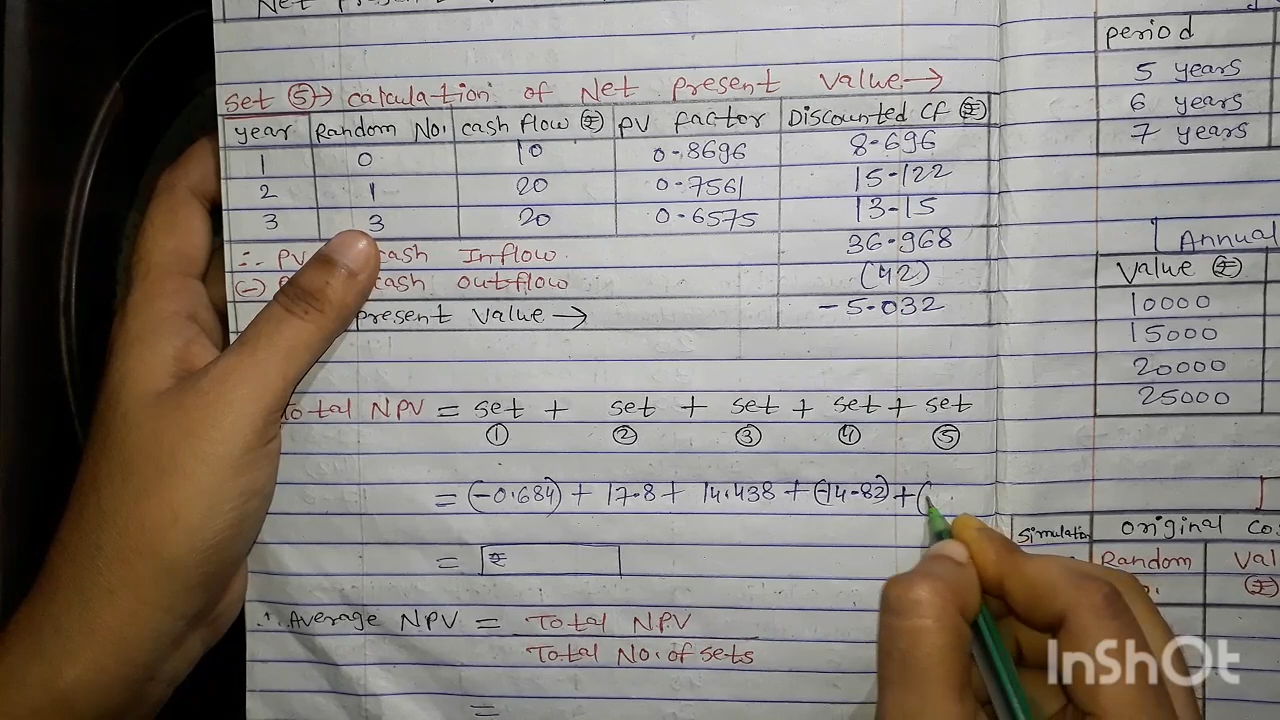 Net present
Set ⑤→ calculation of Net present value→
year Random No. cash flow (₹) PV factor Discounted CF (₹)
1 0 10 0.8696 8.696
2 1 20 0.7561 15.122
3 3 20 0.6575 13.15
∴ PV cash Inflow 36.968
(-) cash outflow (42)
present value → -5.032
Total NPV = set + set + set + set + set
① ② ③ ④ ⑤
= (-0.684) + 17.8 + 14.438 + (-14.82) + (
= ₹
∴ Average NPV = Total NPV
Total No. of sets
=
period
5 years
6 years
7 years
Annual
value (₹)
10000
15000
20000
25000
simulation original co
Random Val
(₹)
InShOt